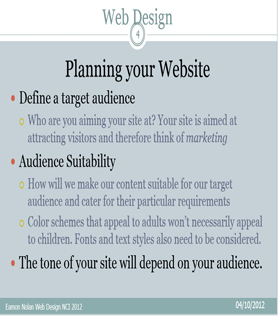 Web Design
4
Planning your Website
Define a target audience
Who are you aiming your site at? Your site is aimed at
attracting visitors and therefore think of marketing
Audience Suitability
How will we make our content suitable for our target
audience and cater for their particular requirements
Color schemes that appeal to adults won't necessarily appeal
to children. Fonts and text styles also need to be considered.
The tone of your site will depend on your audience.
Eamon Nolan Web Design NCI 2012
04/10/2012